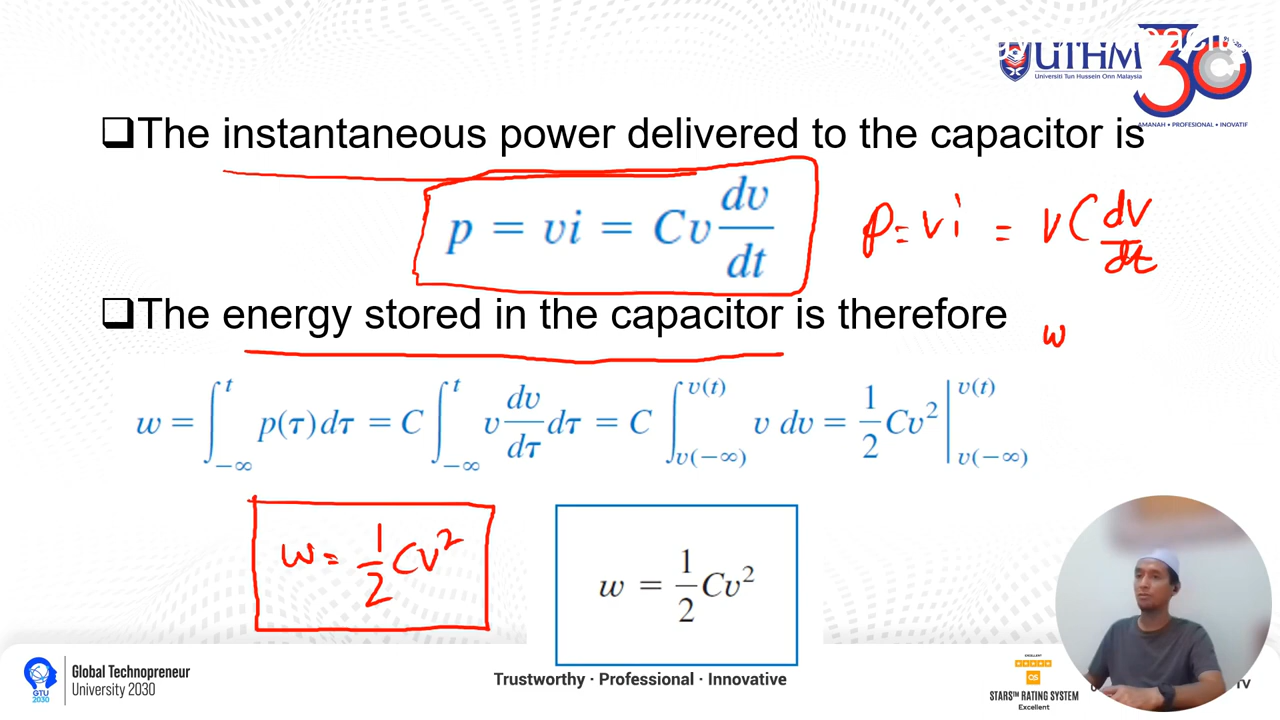 UTHM
Universiti Tun Hussein Onn Malaysia
30
AMANAH • PROFESIONAL • INOVATIF
❑The instantaneous power delivered to the capacitor is
p = vi = Cv dv/dt
p = vi = vC dv/dt
❑The energy stored in the capacitor is therefore
w
w = ∫_{-∞}^{t} p(τ)dτ = C ∫_{-∞}^{t} v dv/dτ dτ = C ∫_{v(-∞)}^{v(t)} v dv = 1/2 Cv² |_{v(-∞)}^{v(t)}
w = 1/2 Cv²
w = 1/2 Cv²
GTU
2030
Global Technopreneur
University 2030
Trustworthy · Professional · Innovative
EXCELLENT
QS
STARS™ RATING SYSTEM
Excellent